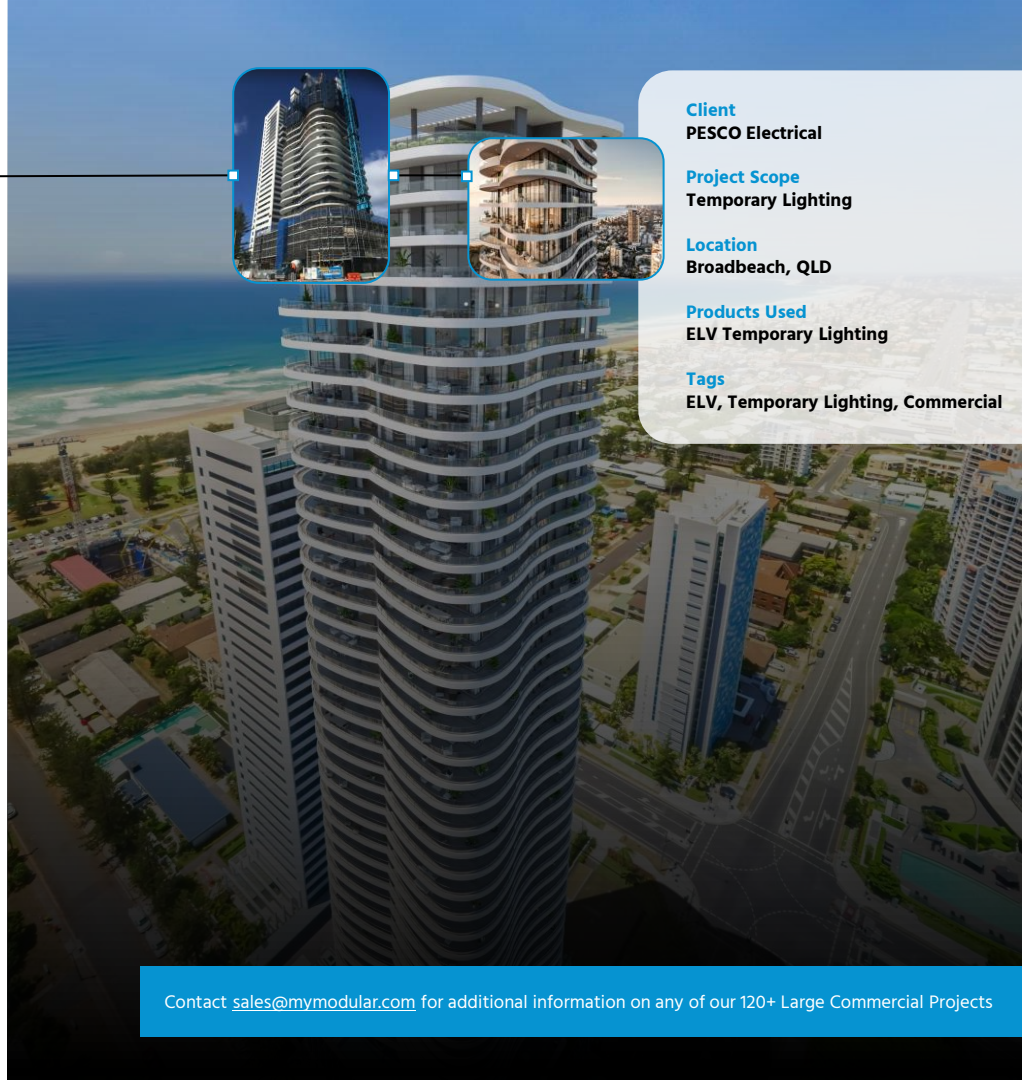 Client
PESCO Electrical
Project Scope
Temporary Lighting
Location
Broadbeach, QLD
Products Used
ELV Temporary Lighting
Tags
ELV, Temporary Lighting, Commercial
Contact sales@mymodular.com for additional information on any of our 120+ Large Commercial Projects